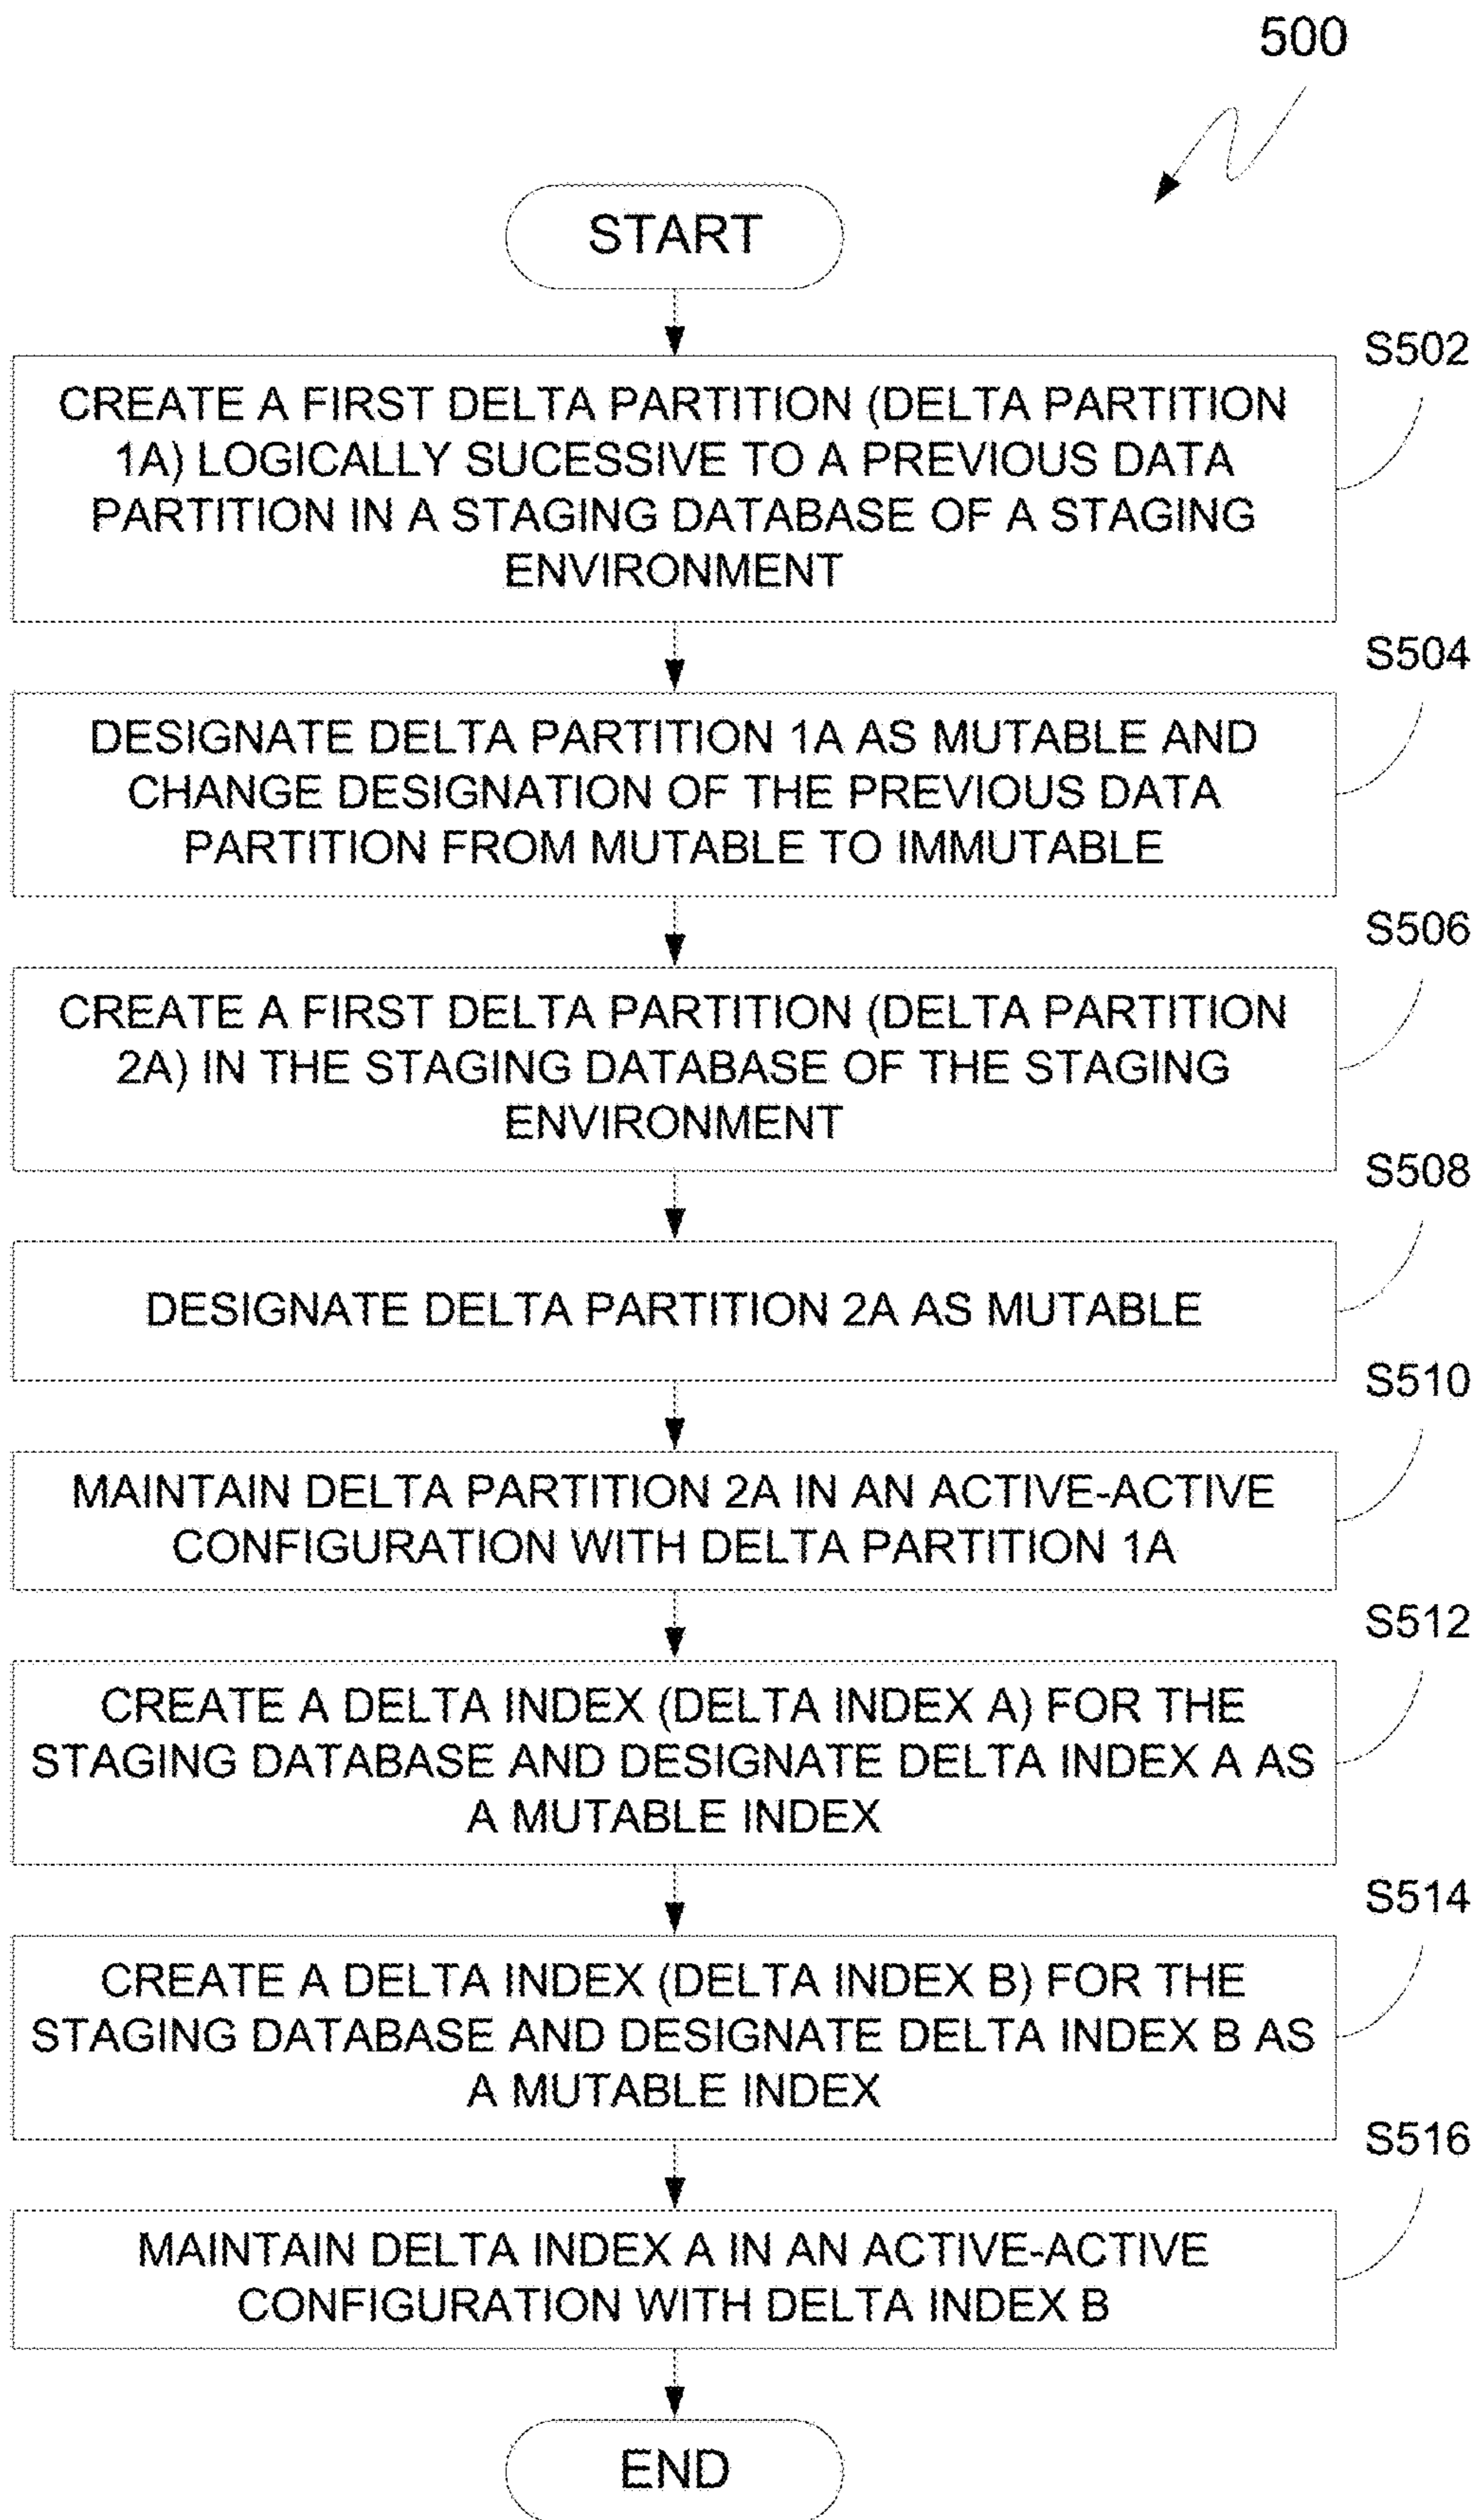 500
START
S502
CREATE A FIRST DELTA PARTITION (DELTA PARTITION
1A) LOGICALLY SUCESSIVE TO A PREVIOUS DATA
PARTITION IN A STAGING DATABASE OF A STAGING
ENVIRONMENT
S504
DESIGNATE DELTA PARTITION 1A AS MUTABLE AND
CHANGE DESIGNATION OF THE PREVIOUS DATA
PARTITION FROM MUTABLE TO IMMUTABLE
S506
CREATE A FIRST DELTA PARTITION (DELTA PARTITION
2A) IN THE STAGING DATABASE OF THE STAGING
ENVIRONMENT
S508
DESIGNATE DELTA PARTITION 2A AS MUTABLE
S510
MAINTAIN DELTA PARTITION 2A IN AN ACTIVE-ACTIVE
CONFIGURATION WITH DELTA PARTITION 1A
S512
CREATE A DELTA INDEX (DELTA INDEX A) FOR THE
STAGING DATABASE AND DESIGNATE DELTA INDEX A AS
A MUTABLE INDEX
S514
CREATE A DELTA INDEX (DELTA INDEX B) FOR THE
STAGING DATABASE AND DESIGNATE DELTA INDEX B AS
A MUTABLE INDEX
S516
MAINTAIN DELTA INDEX A IN AN ACTIVE-ACTIVE
CONFIGURATION WITH DELTA INDEX B
END